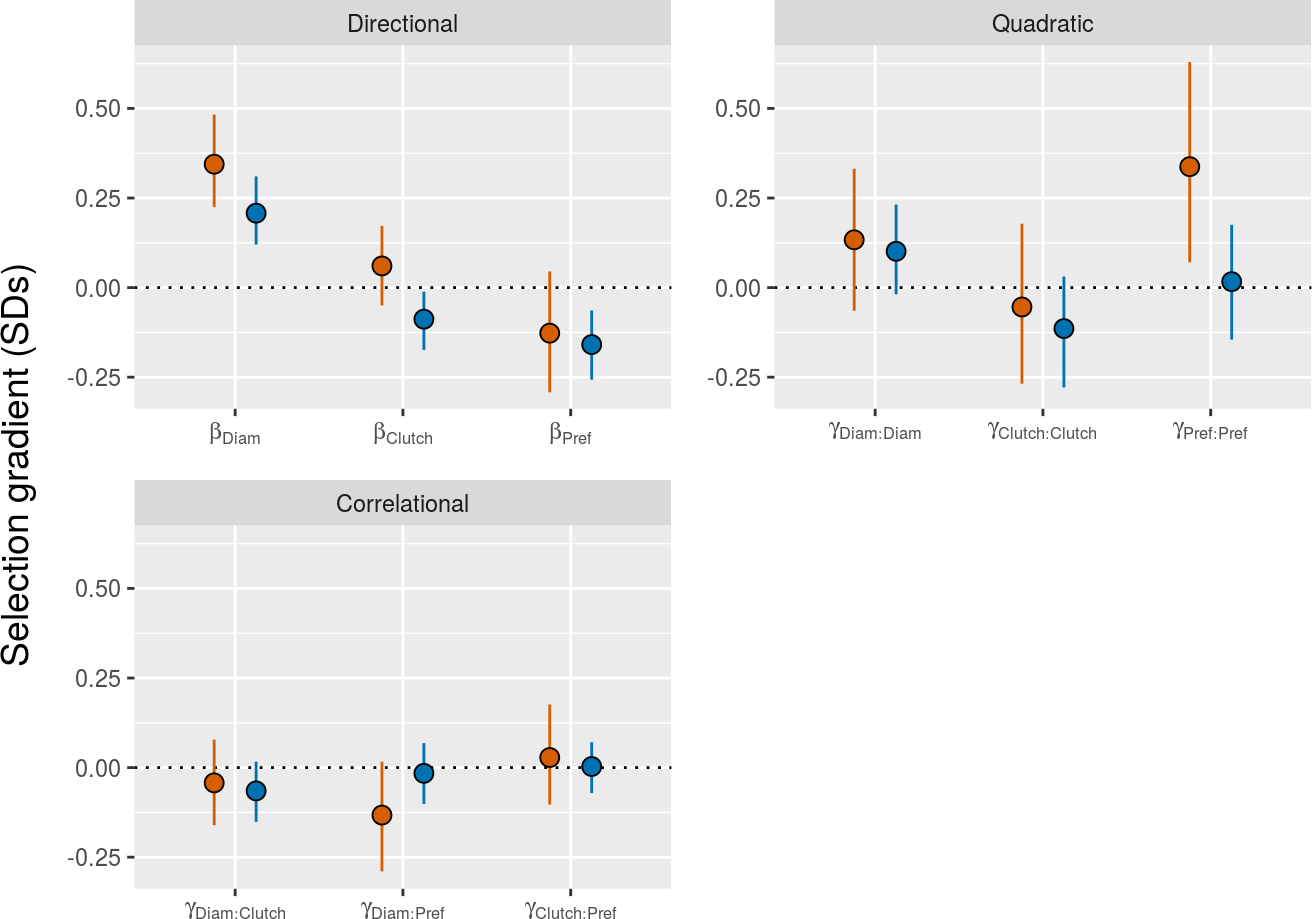 Selection gradient (SDs)
Directional
0.50
0.25
0.00
-0.25
βDiam
βClutch
βPref
Quadratic
0.50
0.25
0.00
-0.25
γDiam:Diam
γClutch:Clutch
γPref:Pref
Correlational
0.50
0.25
0.00
-0.25
γDiam:Clutch
γDiam:Pref
γClutch:Pref